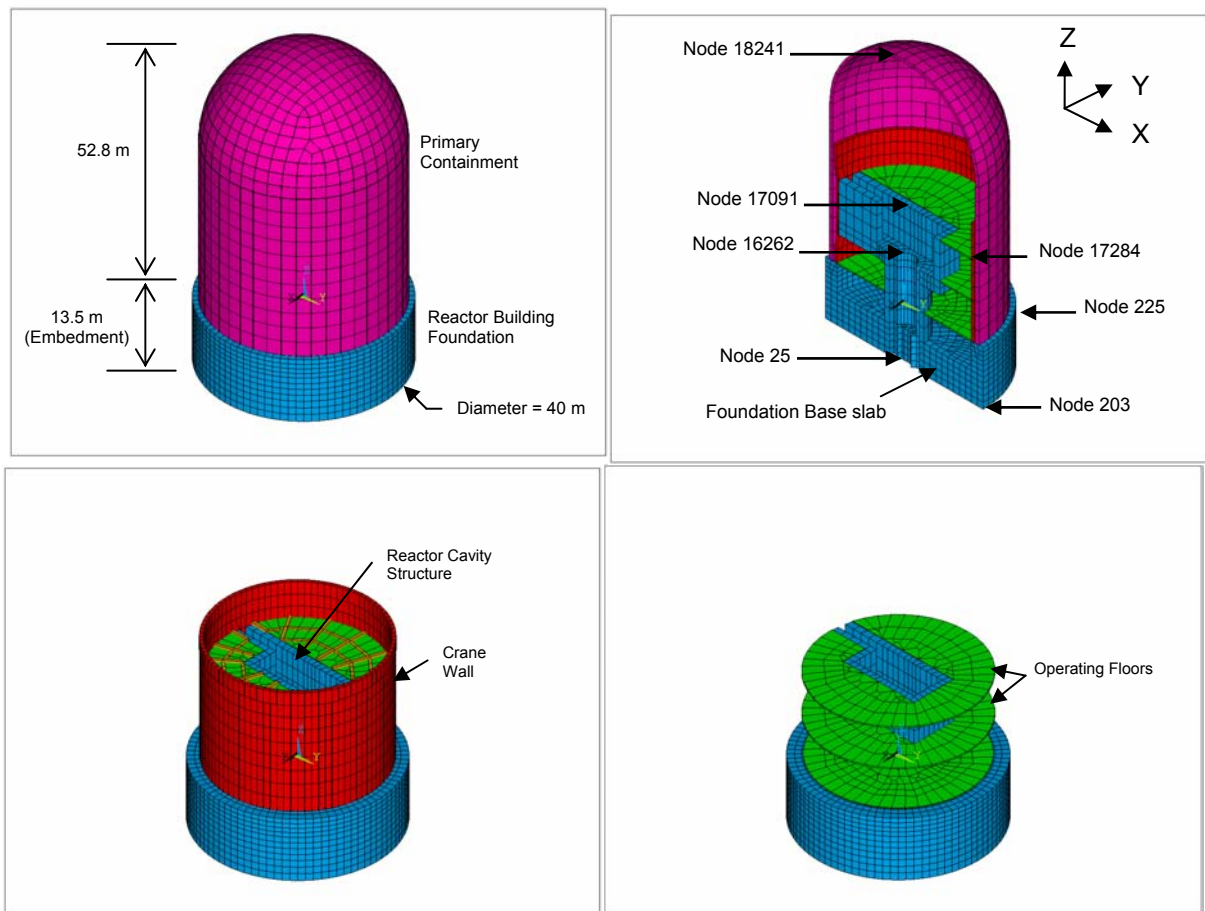 52.8 m
Primary
Containment
13.5 m
(Embedment)
Reactor Building
Foundation
Diameter = 40 m
Node 18241
Z
Y
X
Node 17091
Node 16262
Node 17284
Node 225
Node 25
Foundation Base slab
Node 203
Reactor Cavity
Structure
Crane
Wall
Operating Floors